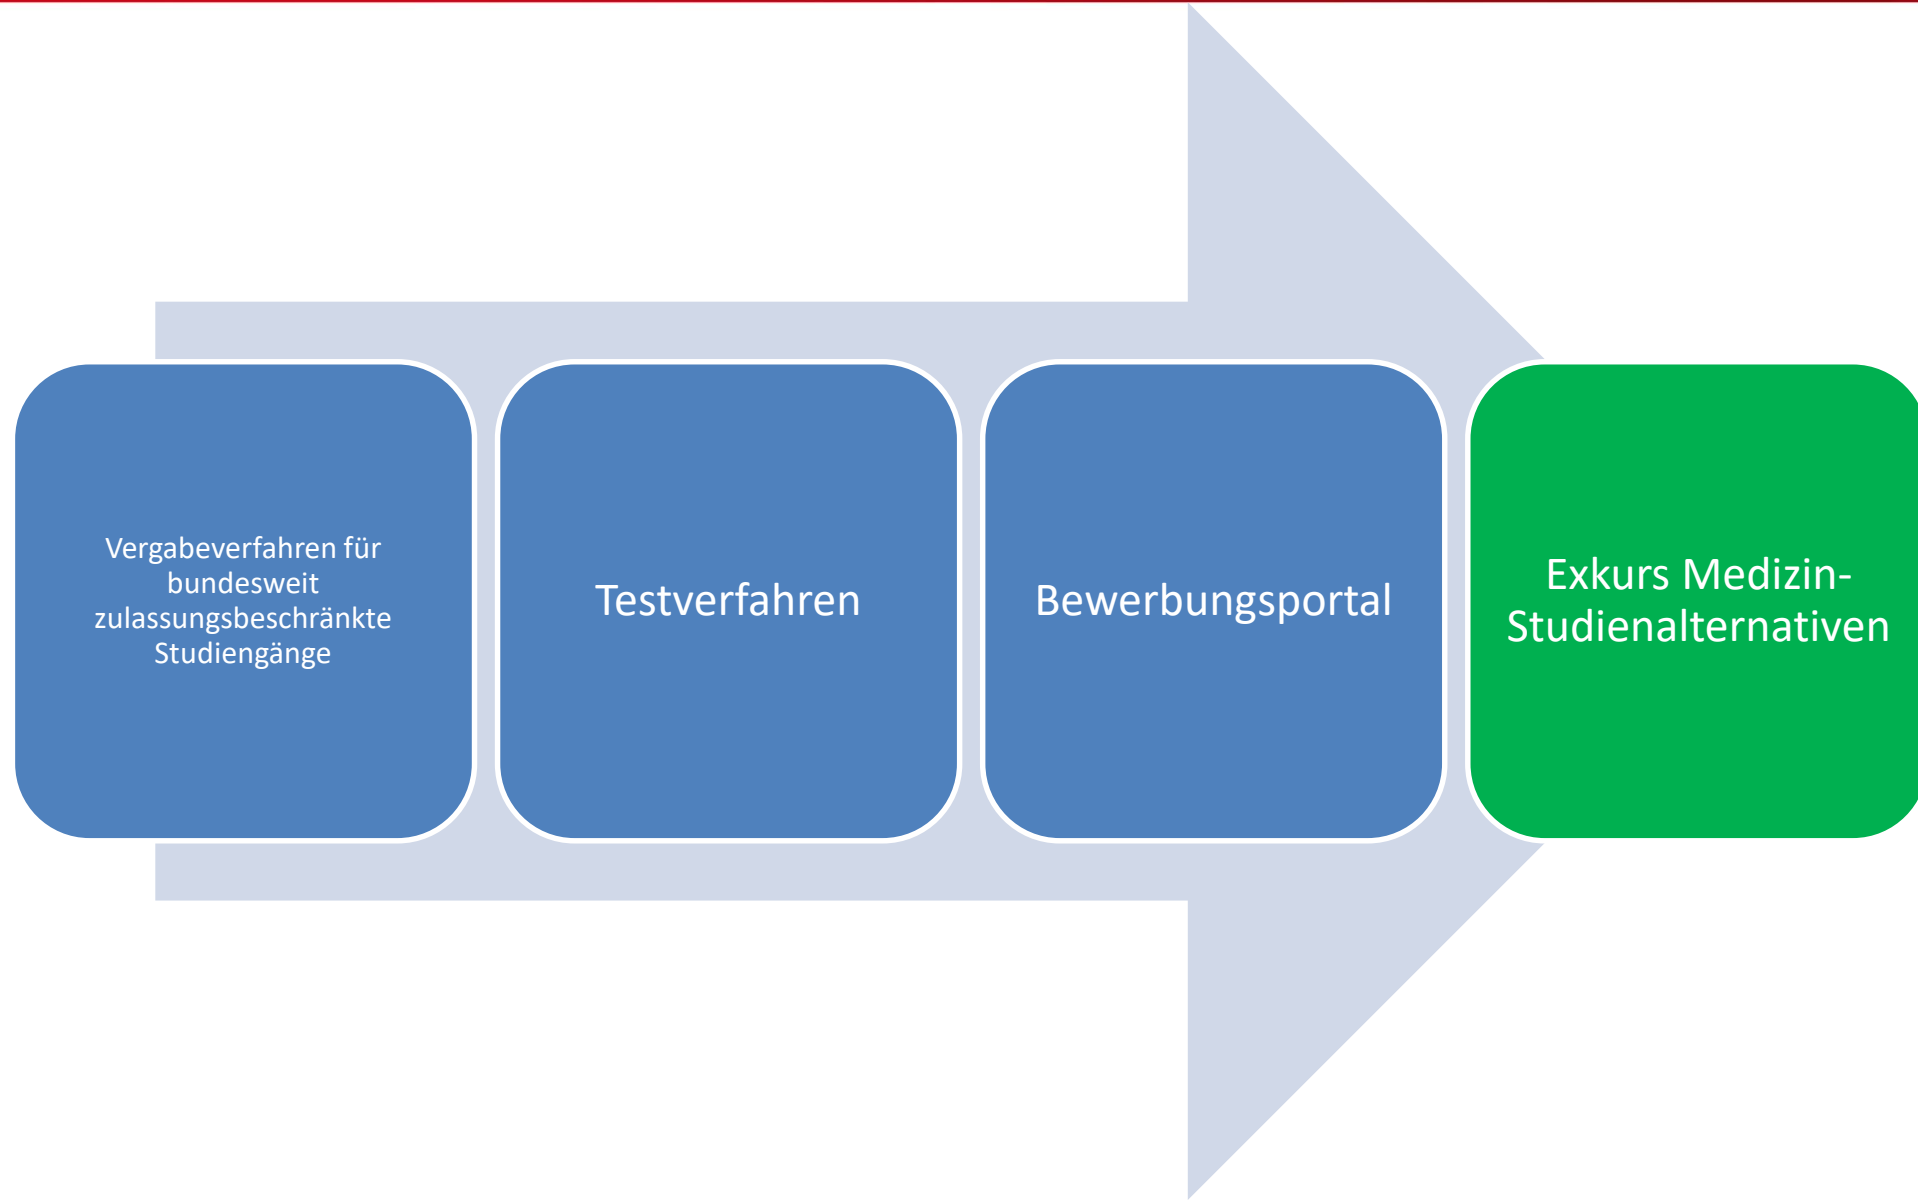 Vergabeverfahren für
bundesweit
zulassungsbeschränkte
Studiengänge
Testverfahren
Bewerbungsportal
Exkurs Medizin-
Studienalternativen